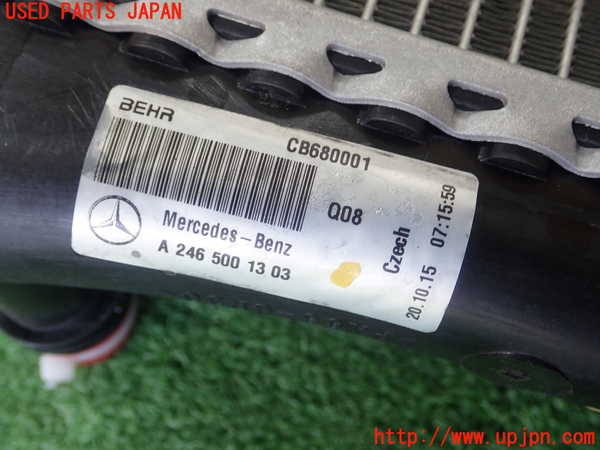 USED PARTS JAPAN
BEHR
CB680001
Q08
Mercedes-Benz
A 246 500 13 03
Czech
20.10.15 07:15:59
http://www.upjpn.com/